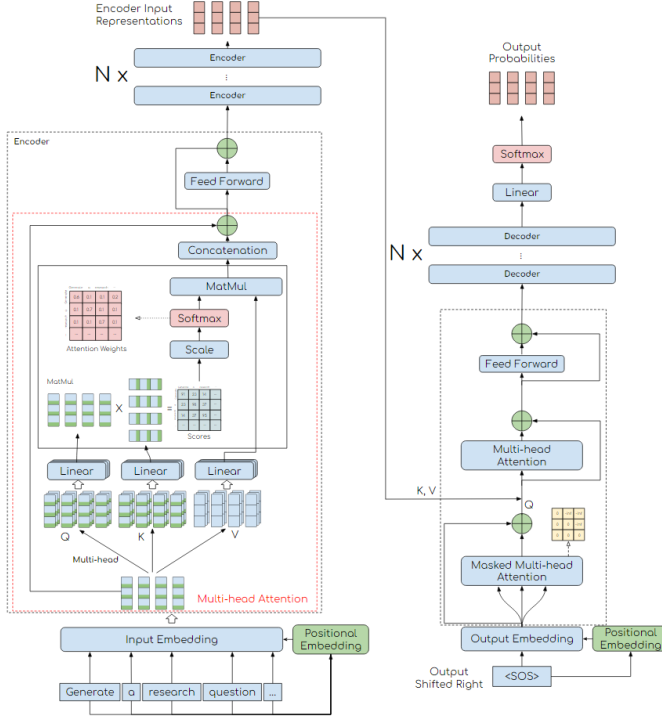 Encoder Input
Representations
Encoder
N x
...
Encoder
Encoder
Feed Forward
Concatenation
MatMul
Softmax
Attention Weights
Scale
MatMul
X
=
Scores
Linear
Linear
Linear
Q
K
V
Multi-head
Multi-head Attention
Input Embedding
Positional
Embedding
Generate
a
research
question
...
Output
Probabilities
Softmax
Linear
Decoder
N x
...
Decoder
Feed Forward
Multi-head
Attention
K, V
Q
Masked Multi-head
Attention
Output Embedding
Positional
Embedding
Output
Shifted Right
<SOS>